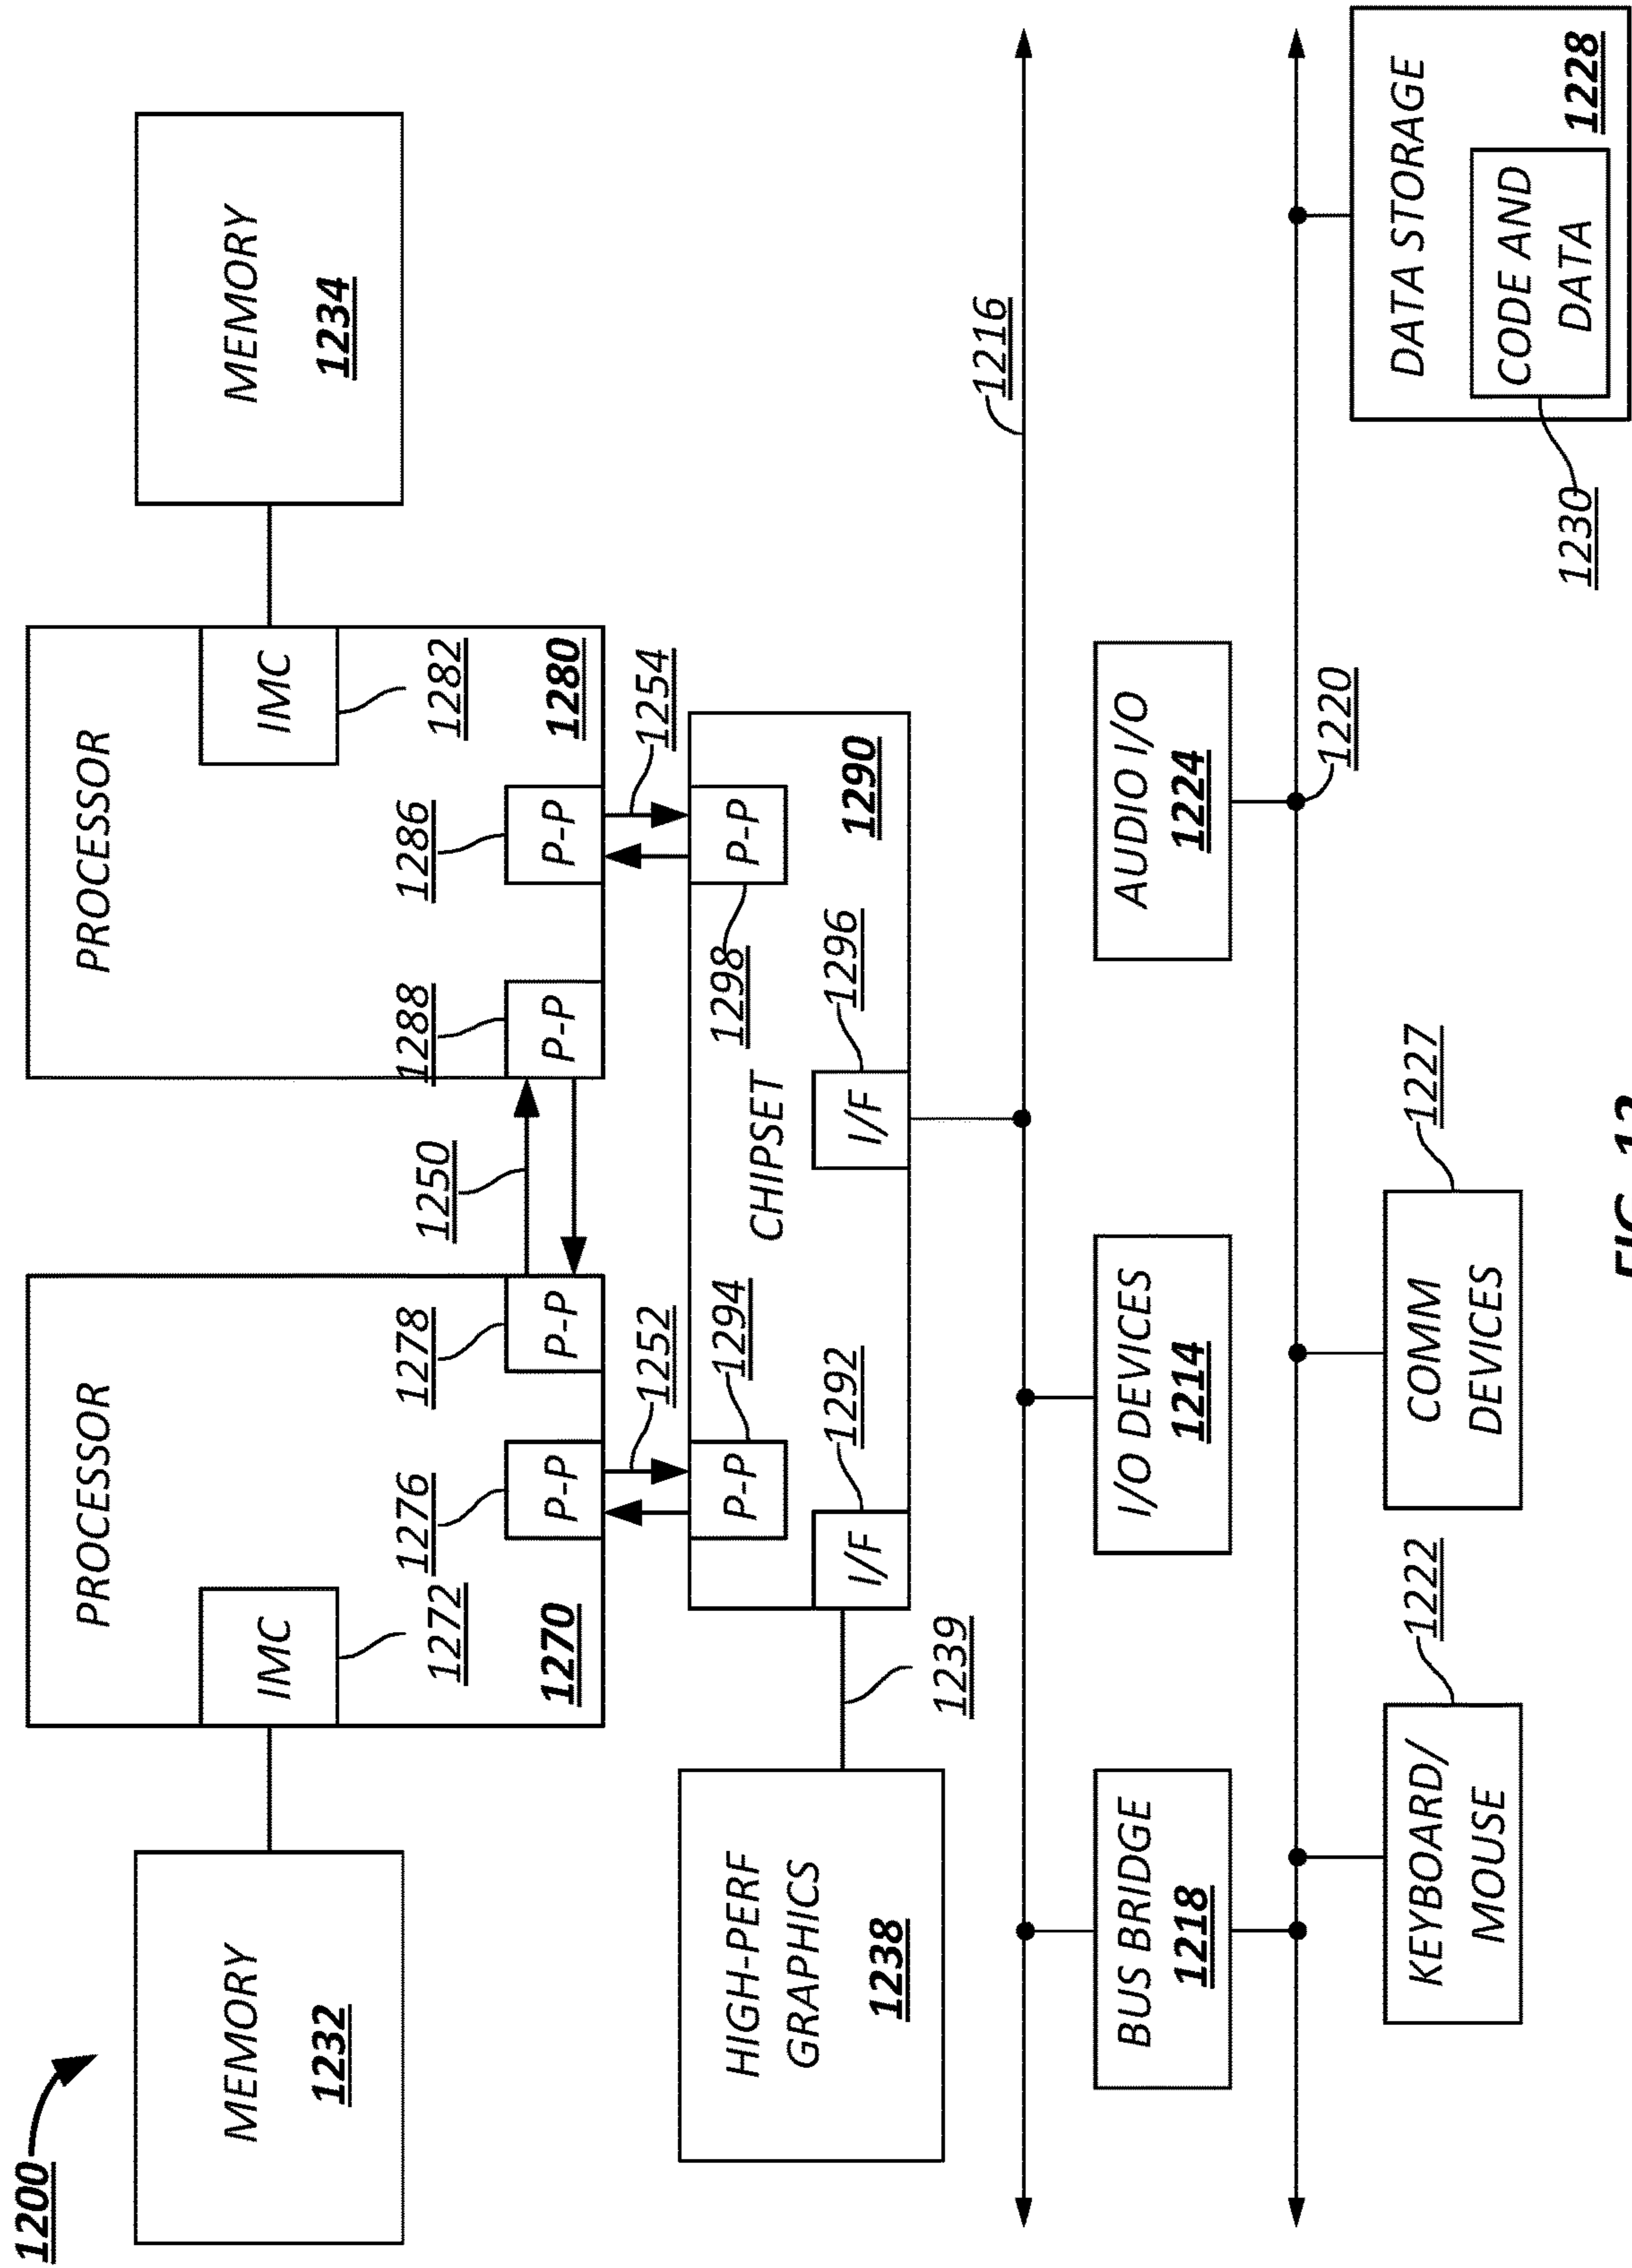 1200
MEMORY
1232
PROCESSOR
IMC
1272
1270
1276
P-P
1278
P-P
1250
PROCESSOR
1288
P-P
1286
P-P
IMC
1282
1280
MEMORY
1234
1252
1254
HIGH-PERF
GRAPHICS
1238
1239
P-P
1294
I/F
1292
CHIPSET
I/F
1296
P-P
1298
1290
1216
BUS BRIDGE
1218
I/O DEVICES
1214
AUDIO I/O
1224
1220
KEYBOARD/
MOUSE
1222
COMM
DEVICES
1227
DATA STORAGE
CODE AND
DATA
1228
1230